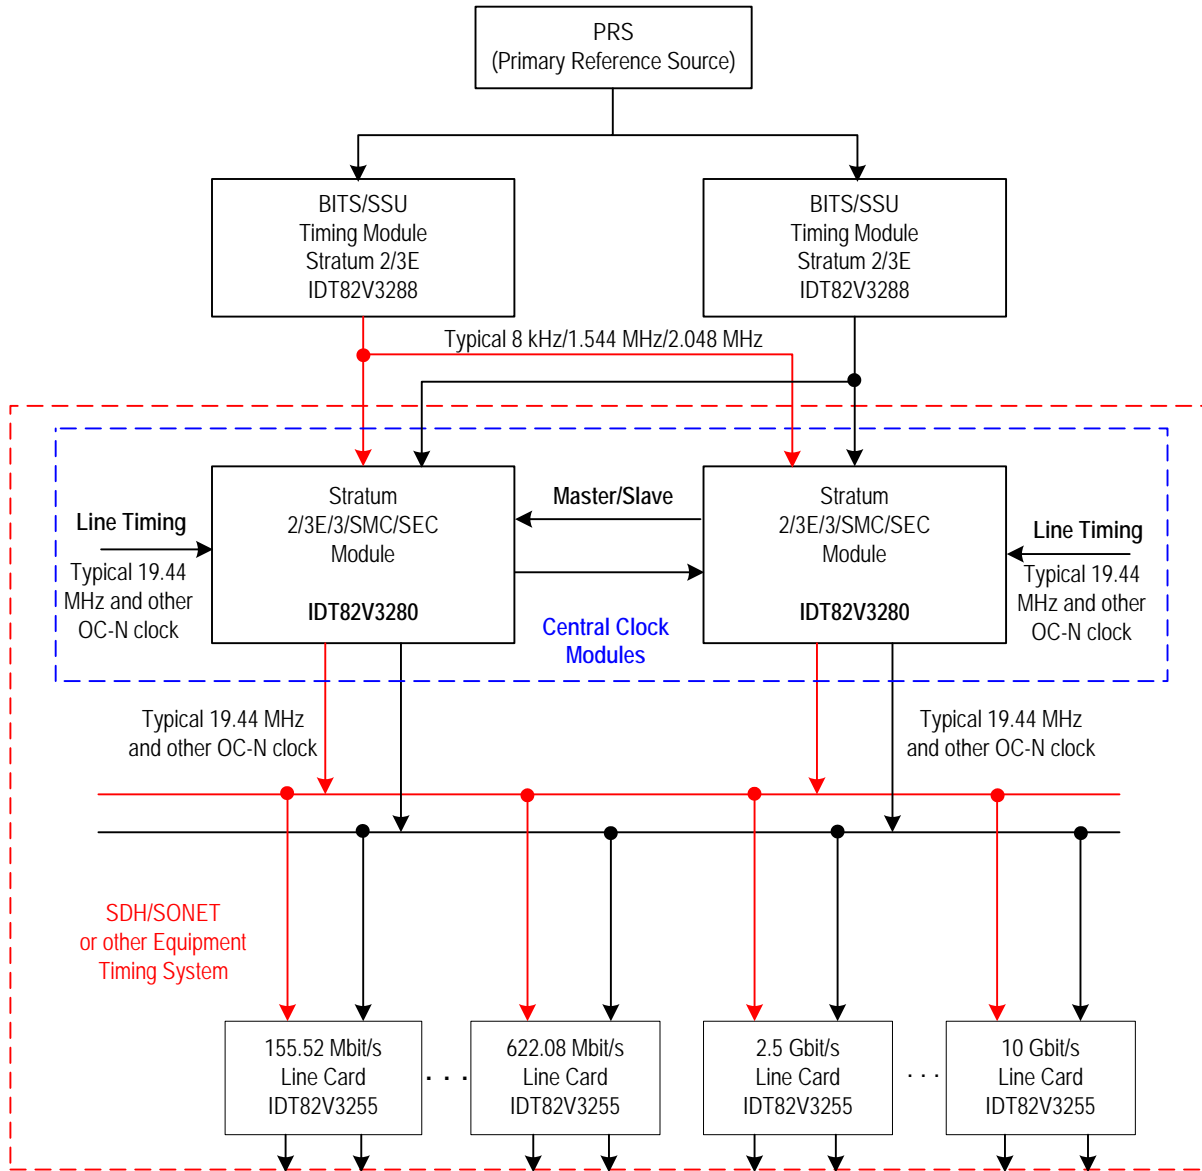 PRS
(Primary Reference Source)
BITS/SSU
Timing Module
Stratum 2/3E
IDT82V3288
BITS/SSU
Timing Module
Stratum 2/3E
IDT82V3288
Typical 8 kHz/1.544 MHz/2.048 MHz
Line Timing
Typical 19.44
MHz and other
OC-N clock
Stratum
2/3E/3/SMC/SEC
Module
IDT82V3280
Master/Slave
Central Clock
Modules
Stratum
2/3E/3/SMC/SEC
Module
IDT82V3280
Line Timing
Typical 19.44
MHz and other
OC-N clock
Typical 19.44 MHz
and other OC-N clock
Typical 19.44 MHz
and other OC-N clock
SDH/SONET
or other Equipment
Timing System
155.52 Mbit/s
Line Card
IDT82V3255
. . .
622.08 Mbit/s
Line Card
IDT82V3255
2.5 Gbit/s
Line Card
IDT82V3255
. . .
10 Gbit/s
Line Card
IDT82V3255